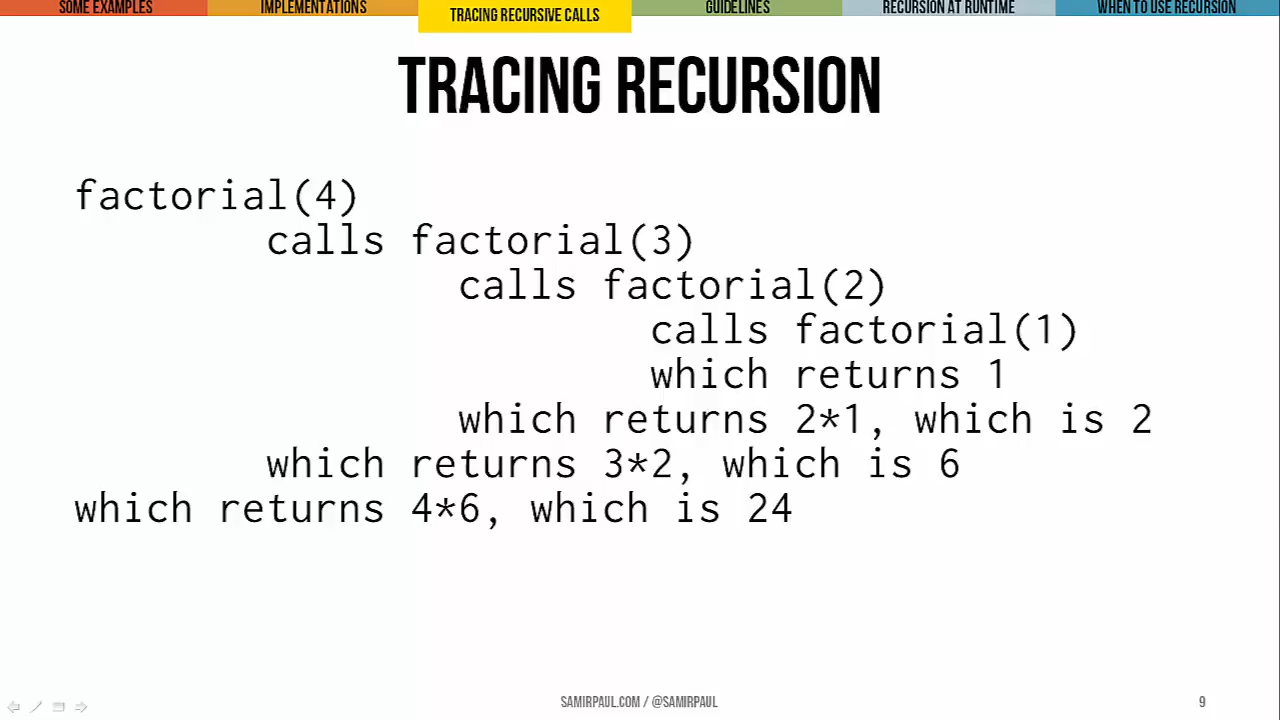 SOME EXAMPLES
IMPLEMENTATIONS
TRACING RECURSIVE CALLS
GUIDELINES
RECURSION AT RUNTIME
WHEN TO USE RECURSION
TRACING RECURSION
factorial(4)
calls factorial(3)
calls factorial(2)
calls factorial(1)
which returns 1
which returns 2*1, which is 2
which returns 3*2, which is 6
which returns 4*6, which is 24
SAMIRPAUL.COM / @SAMIRPAUL
9